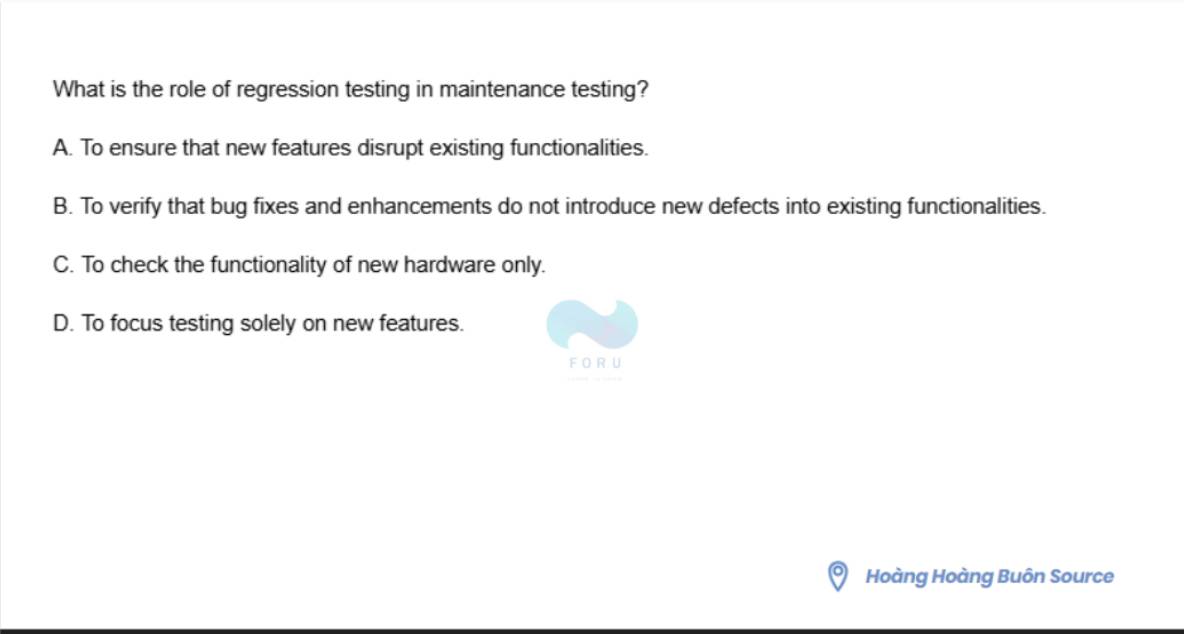 What is the role of regression testing in maintenance testing?
A. To ensure that new features disrupt existing functionalities.
B. To verify that bug fixes and enhancements do not introduce new defects into existing functionalities.
C. To check the functionality of new hardware only.
D. To focus testing solely on new features.
FORU
Hoàng Hoàng Buôn Source